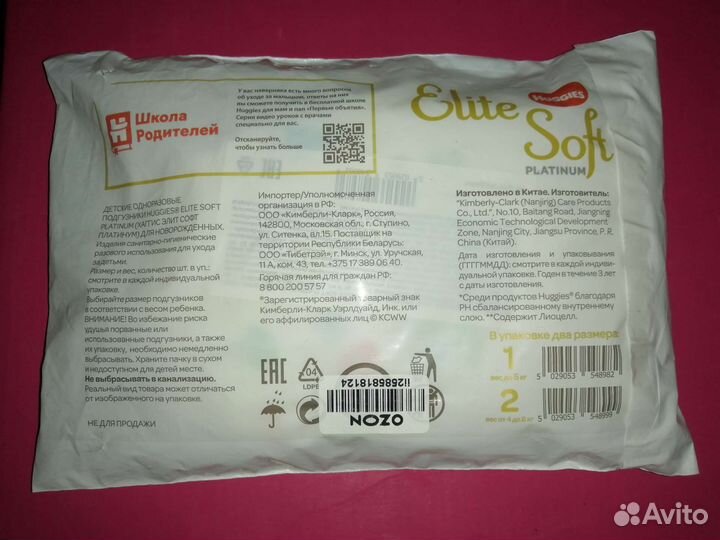 Школа
Родителей
У вас наверняка есть много вопросов
об уходе за малышом, ответы на них
вы сможете получить в бесплатной школе
Huggies для мам и пап «Первые объятия».
Серия видео уроков с врачами
специально для вас.
Отсканируйте,
чтобы узнать больше
HUGGIES
Elite
Soft
PLATINUM
ДЕТСКИЕ ОДНОРАЗОВЫЕ
ПОДГУЗНИКИ HUGGIES® ELITE SOFT
PLATINUM (ХАГГИС ЭЛИТ СОФТ
ПЛАТИНУМ) ДЛЯ НОВОРОЖДЕННЫХ.
Изделия санитарно-гигиенические
разового использования для ухода
за детьми.
Размер и вес, количество шт. в уп.:
смотрите в каждой индивидуальной
упаковке.
Выбирайте размер подгузников
в соответствии с весом ребенка.
ВНИМАНИЕ! Во избежание риска
удушья порванные или
использованные подгузники, а также
их упаковку, необходимо немедленно
выбрасывать. Храните пачку в сухом
и недоступном для детей месте.
Не выбрасывать в канализацию.
Реальный вид товара может отличаться
от изображенного на упаковке.
НЕ ДЛЯ ПРОДАЖИ
Импортер/Уполномоченная
организация в РФ:
ООО «Кимберли-Кларк», Россия,
142800, Московская обл., г. Ступино,
ул. Ситенка, вл.15. Поставщик на
территории Республики Беларусь:
ООО «Тибетрэй», г. Минск, ул. Уручская,
11 А, ком. 43, тел. +375 17 389 06 40.
Горячая линия для граждан РФ:
8 800 200 57 57
®Зарегистрированный товарный знак
Кимберли-Кларк Уэрлдуайд, Инк. или
его аффилированных лиц © KCWW
EAC
04
LDPE
ii2885818124
OZON
Изготовлено в Китае. Изготовитель:
"Kimberly-Clark (Nanjing) Care Products
Co., Ltd.", No.10, Baitang Road, Jiangning
Economic Technological Development
Zone, Nanjing City, Jiangsu Province, P. R.
China (Китай).
Дата изготовления и упаковывания
(ГГГГММДД): смотрите в каждой индиви-
дуальной упаковке. Годен в течение 3 лет
с даты изготовления.
*Среди продуктов Huggies® благодаря
PH сбалансированному внутреннему
слою. **Содержит Лиоцелл.
В упаковке два размера:
1
вес до 5 кг
5 029053 548982
2
вес от 4 до 6 кг
5 029053 548999
Avito